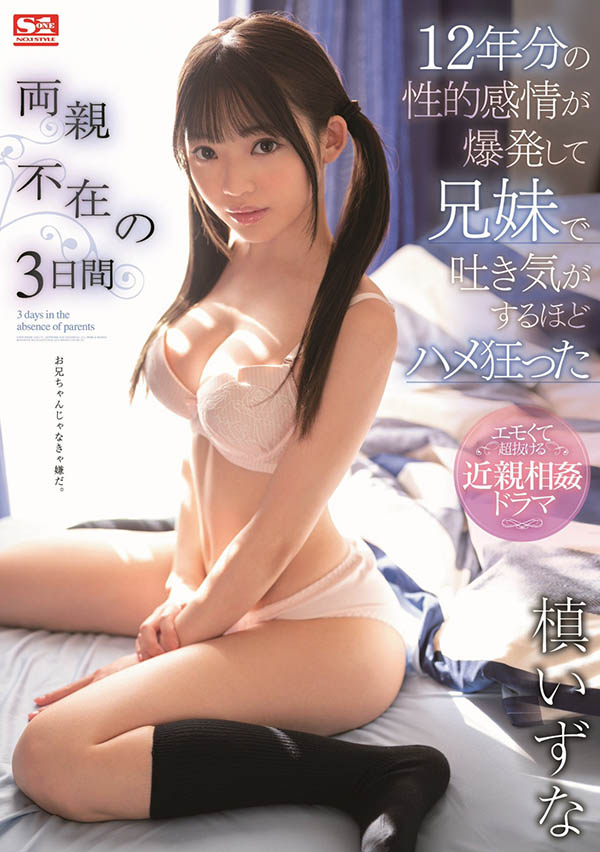 S1
ONE
NO.1 STYLE
両親
不在の
3日間
3 days in the
absence of parents
お兄ちゃんじゃなきゃ嫌だ。
12年分の
性的感情が
爆発して
兄妹で
吐き気が
するほど
ハメ狂った
エモくて
超抜ける
近親相姦
ドラマ
槙いずな